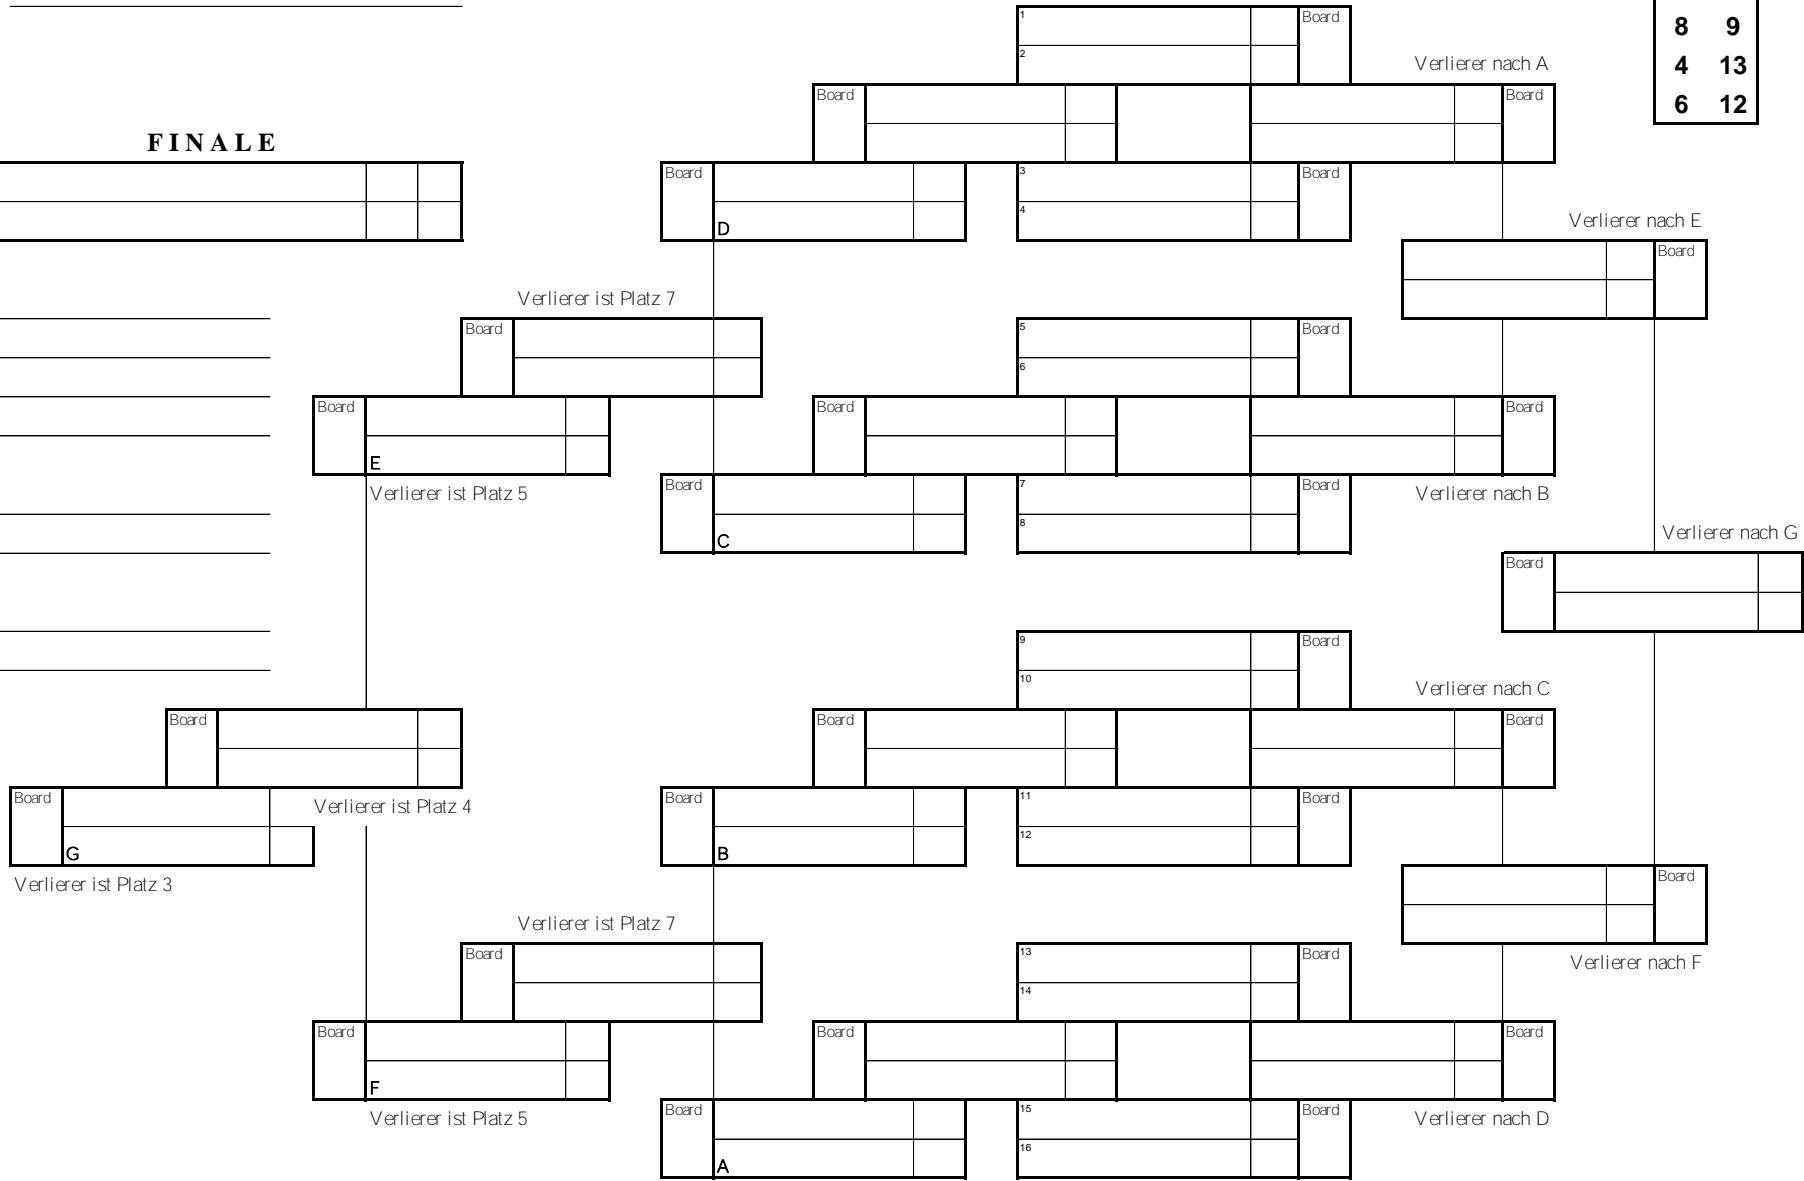 1 Board
8 9
2
Verlierer nach A
4 13
Board Board
6 12
FINALE
Board 3 Board
4
D
Verlierer nach E
Board
Verlierer ist Platz 7
Board 5 Board
6
Board Board Board
E
Board 7 Board
Verlierer ist Platz 5 Verlierer nach B
8
C
Verlierer nach G
Board
9 Board
10
Verlierer nach C
Board Board Board
Board Board 11 Board
Verlierer ist Platz 4
12
G B
Board
Verlierer ist Platz 3
Verlierer ist Platz 7
Board 13 Board
Verlierer nach F
14
Board Board Board
F
Board 15 Board
Verlierer ist Platz 5 Verlierer nach D
16
A